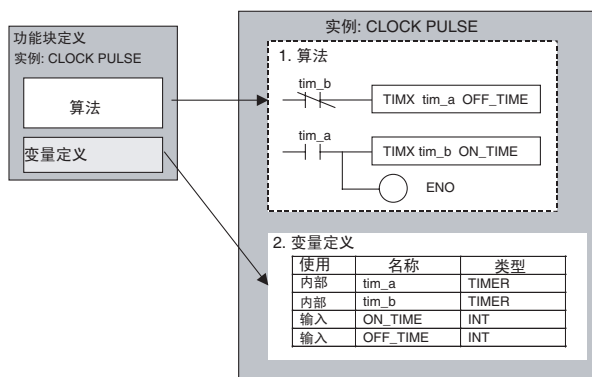 功能块定义
实例: CLOCK PULSE
算法
变量定义
实例: CLOCK PULSE
1. 算法
tim_b
TIMX tim_a OFF_TIME
tim_a
TIMX tim_b ON_TIME
ENO
2. 变量定义
使用 名称 类型
内部 tim_a TIMER
内部 tim_b TIMER
输入 ON_TIME INT
输入 OFF_TIME INT